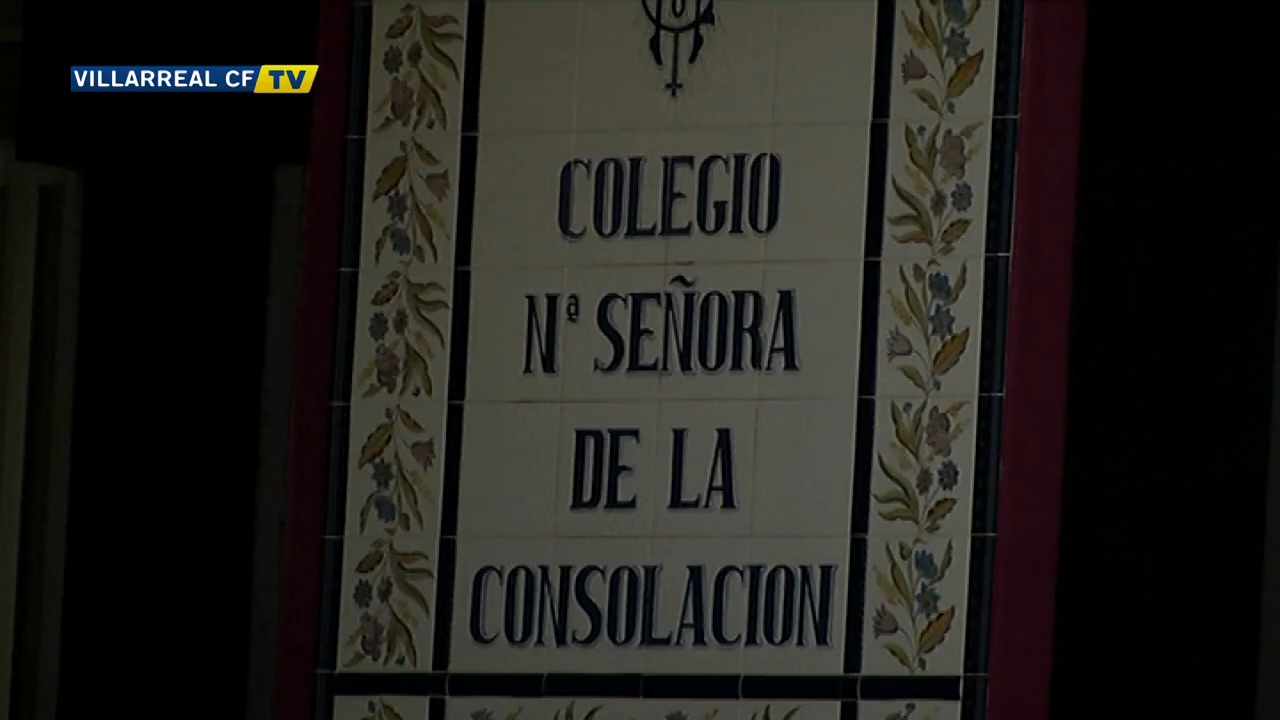 VILLARREAL CF TV
COLEGIO
Nª SEÑORA
DE LA
CONSOLACION